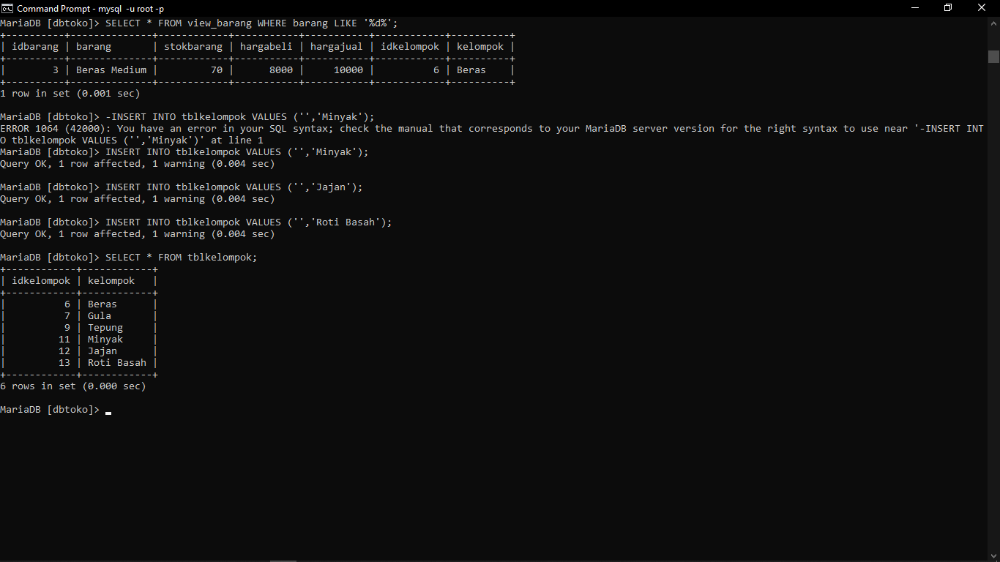 Command Prompt - mysql -u root -p
MariaDB [dbtoko]> SELECT * FROM view_barang WHERE barang LIKE '%d%';
+----------+--------------+------------+-----------+-----------+------------+----------+
| idbarang | barang       | stokbarang | hargabeli | hargajual | idkelompok | kelompok |
+----------+--------------+------------+-----------+-----------+------------+----------+
|        3 | Beras Medium |         70 |      8000 |     10000 |          6 | Beras    |
+----------+--------------+------------+-----------+-----------+------------+----------+
1 row in set (0.001 sec)
MariaDB [dbtoko]> -INSERT INTO tblkelompok VALUES ('','Minyak');
ERROR 1064 (42000): You have an error in your SQL syntax; check the manual that corresponds to your MariaDB server version for the right syntax to use near '-INSERT INT
O tblkelompok VALUES ('','Minyak')' at line 1
MariaDB [dbtoko]> INSERT INTO tblkelompok VALUES ('','Minyak');
Query OK, 1 row affected, 1 warning (0.004 sec)
MariaDB [dbtoko]> INSERT INTO tblkelompok VALUES ('','Jajan');
Query OK, 1 row affected, 1 warning (0.004 sec)
MariaDB [dbtoko]> INSERT INTO tblkelompok VALUES ('','Roti Basah');
Query OK, 1 row affected, 1 warning (0.004 sec)
MariaDB [dbtoko]> SELECT * FROM tblkelompok;
+------------+------------+
| idkelompok | kelompok   |
+------------+------------+
|          6 | Beras      |
|          7 | Gula       |
|          9 | Tepung     |
|         11 | Minyak     |
|         12 | Jajan      |
|         13 | Roti Basah |
+------------+------------+
6 rows in set (0.000 sec)
MariaDB [dbtoko]>